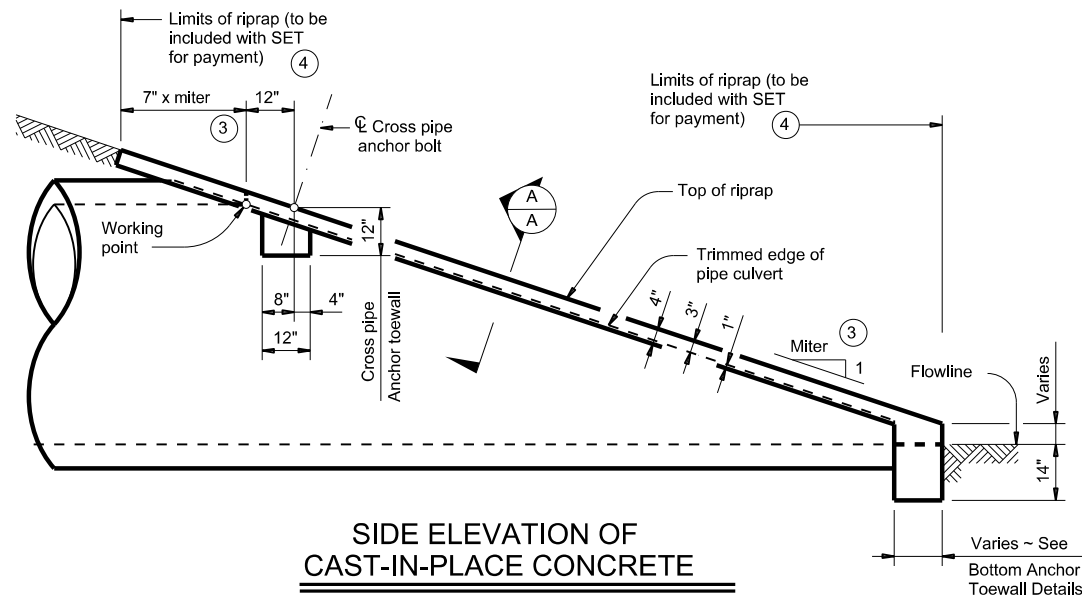 Limits of riprap (to be
included with SET
for payment)
4
7" x miter
12"
3
℄ Cross pipe
anchor bolt
Limits of riprap (to be
included with SET
for payment)
4
A
A
Top of riprap
Working
point
12"
Trimmed edge of
pipe culvert
8"
4"
12"
Cross pipe
Anchor toewall
4"
3"
1"
3
Miter
1
Flowline
Varies
14"
SIDE ELEVATION OF
CAST-IN-PLACE CONCRETE
Varies ~ See
Bottom Anchor
Toewall Details